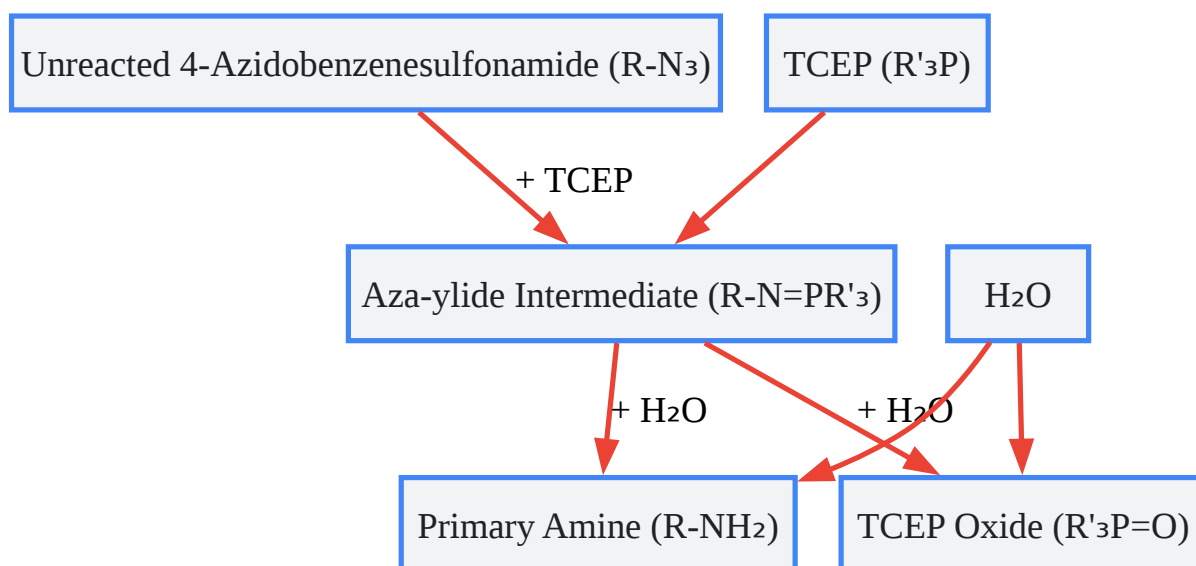 Unreacted 4-Azidobenzenesulfonamide (R-N₃)
TCEP (R'₃P)
+ TCEP
Aza-ylide Intermediate (R-N=PR'₃)
H₂O
+ H₂O
+ H₂O
Primary Amine (R-NH₂)
TCEP Oxide (R'₃P=O)